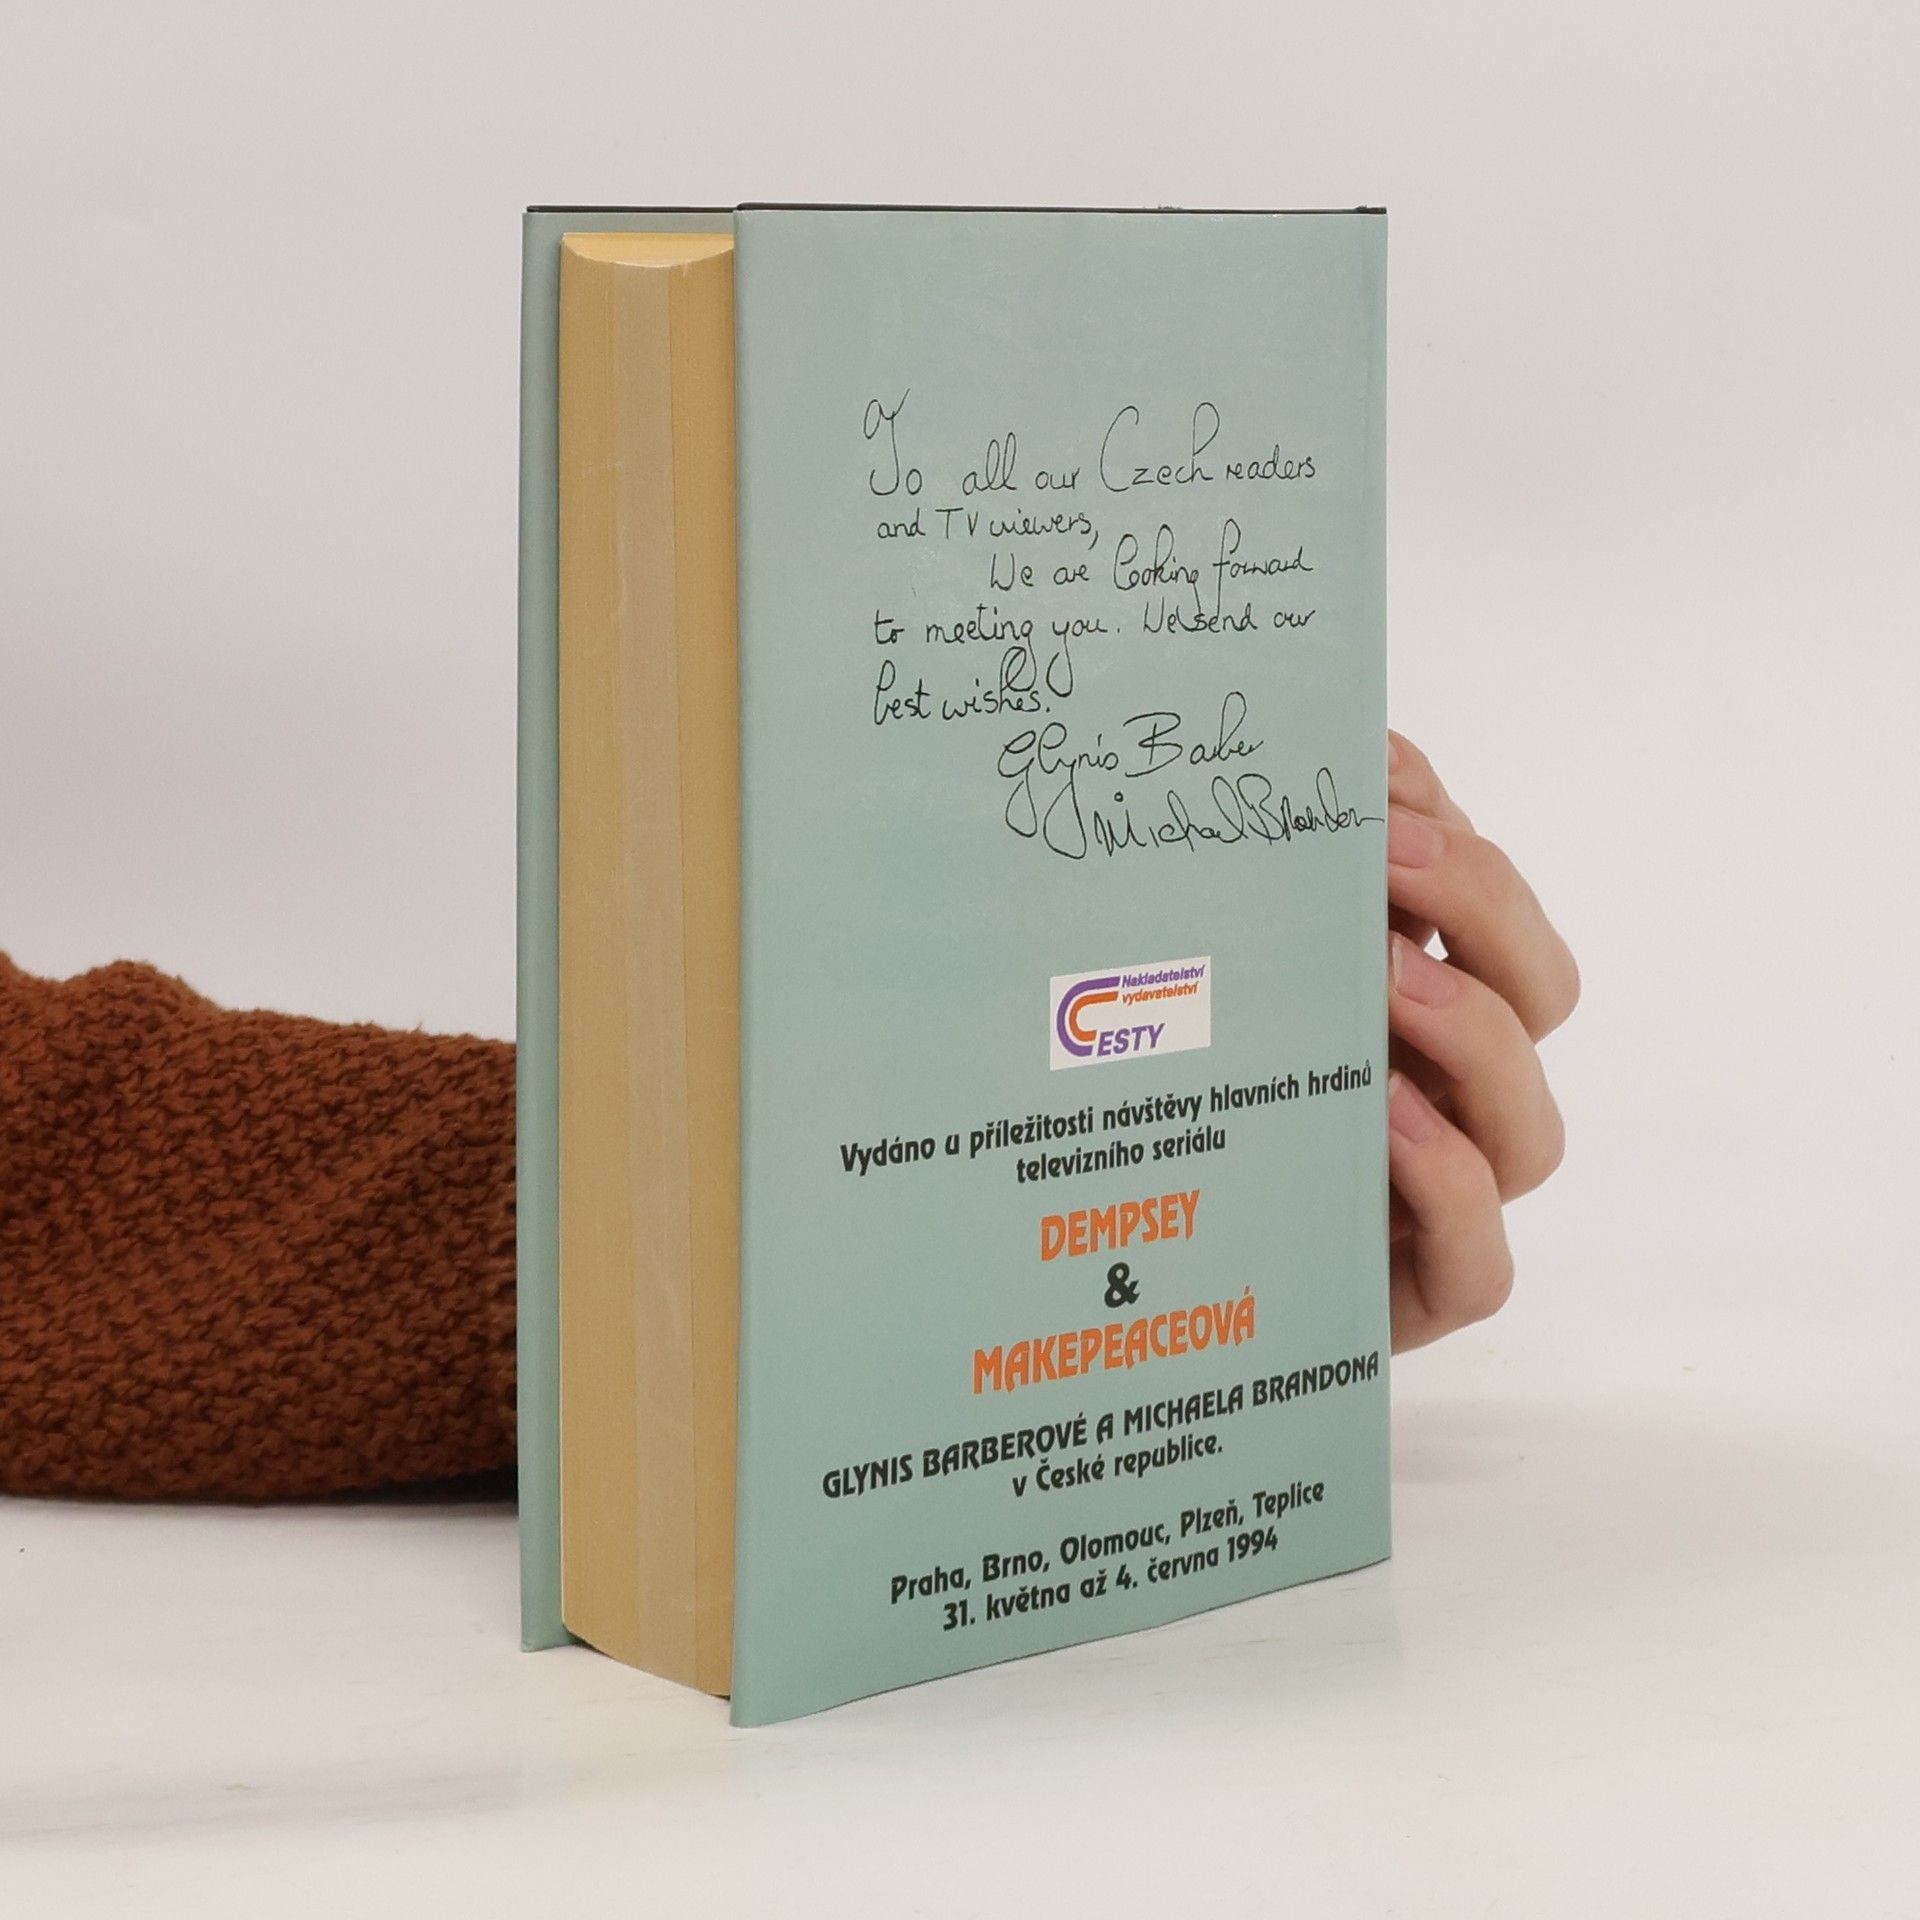 To all our Czech readers
and TV viewers,
We are looking forward
to meeting you. We send our
best wishes.
Glynis Barber
Michael Brandon
Nakladatelství
vydavatelství
CESTY
Vydáno u příležitosti návštěvy hlavních hrdinů
televizního seriálu
DEMPSEY
&
MAKEPEACEOVÁ
GLYNIS BARBEROVÉ A MICHAELA BRANDONA
v České republice.
Praha, Brno, Olomouc, Plzeň, Teplice
31. května až 4. června 1994